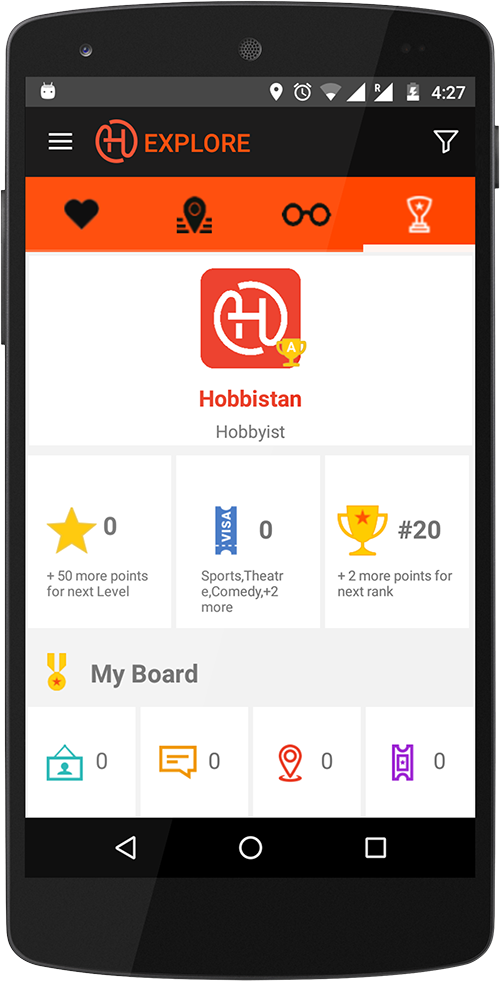 R 4:27
H EXPLORE
H
A
Hobbistan
Hobbyist
0
VISA 0
#20
+ 50 more points
for next Level
Sports,Theatr
e,Comedy,+2
more
+ 2 more points for
next rank
My Board
0 0 0 0